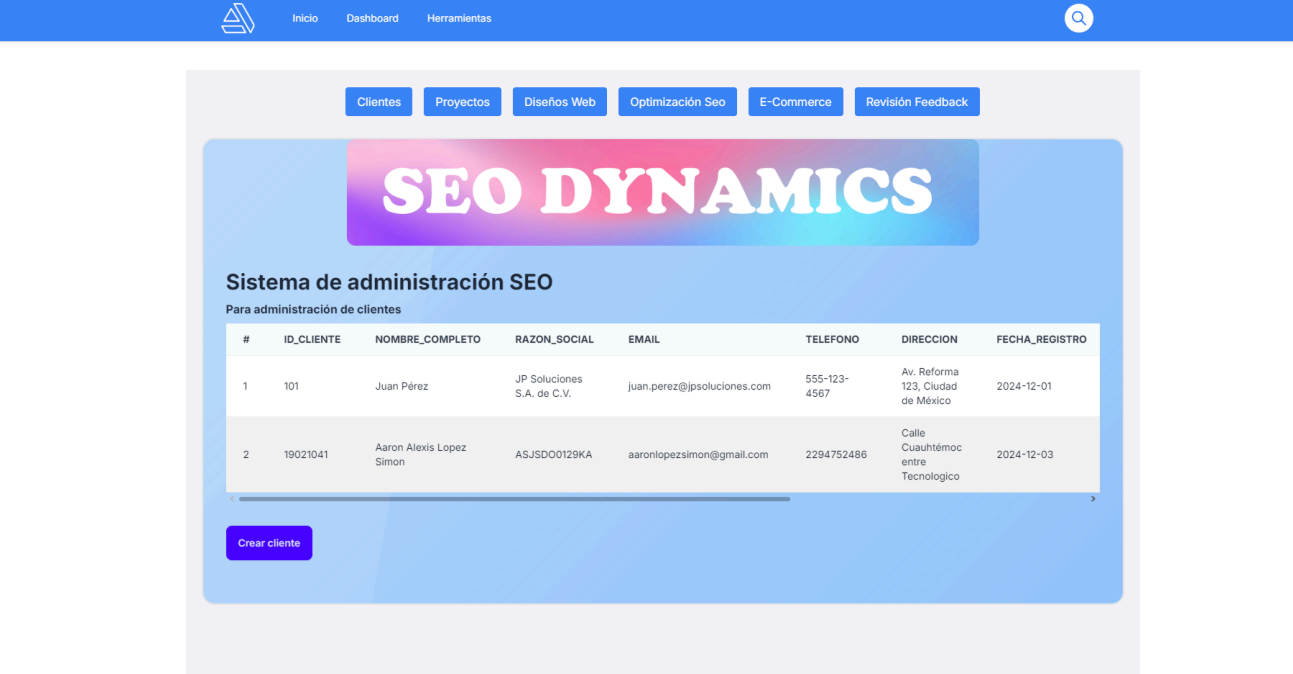 Inicio Dashboard Herramientas
Clientes Proyectos Diseños Web Optimización Seo E-Commerce Revisión Feedback
SEO DYNAMICS
Sistema de administración SEO
Para administración de clientes
# ID_CLIENTE NOMBRE_COMPLETO RAZON_SOCIAL EMAIL TELEFONO DIRECCION FECHA_REGISTRO
1 101 Juan Pérez JP Soluciones S.A. de C.V. juan.perez@jpsoluciones.com 555-123-4567 Av. Reforma 123, Ciudad de México 2024-12-01
2 19021041 Aaron Alexis Lopez Simon ASJSDO0129KA aaronlopezsimon@gmail.com 2294752486 Calle Cuauhtémoc entre Tecnologico 2024-12-03
Crear cliente